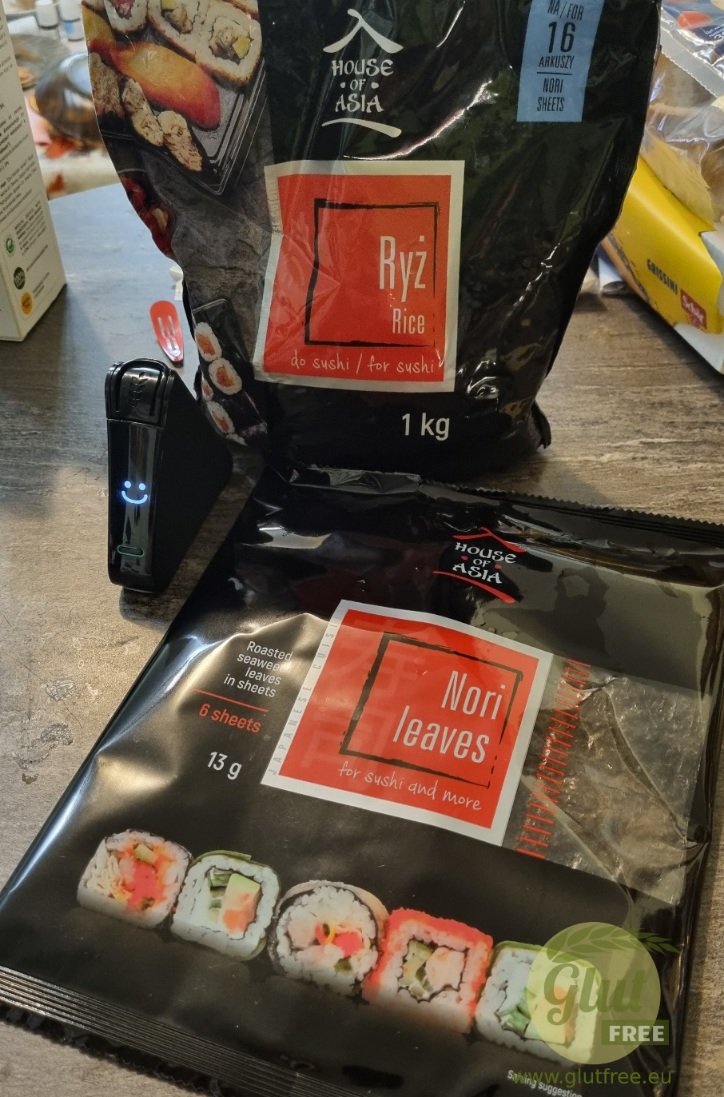 NA/FOR
16
ARKUSZY
NORI
SHEETS
HOUSE
OF
ASIA
Ryż
Rice
do sushi / for sushi
1 kg
GRISSINI
Schär
HOUSE
OF
ASIA
Roasted
seaweed
leaves
in sheets
6 sheets
13 g
Nori
leaves
for sushi and more
Glut
FREE
www.glutfree.eu